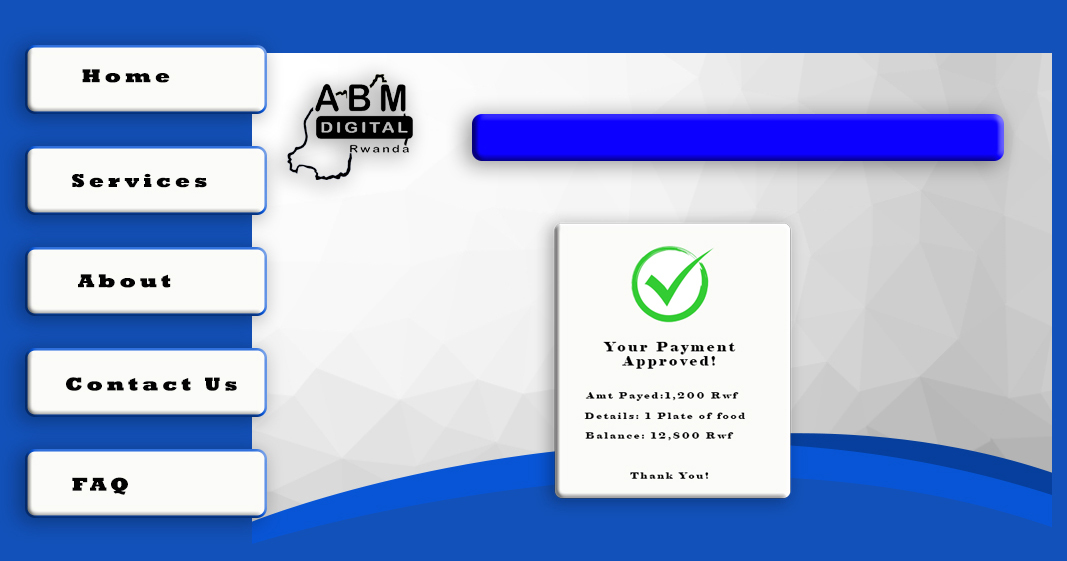 Home
Services
About
Contact Us
FAQ
ABM
DIGITAL
Rwanda
Your Payment
Approved!
Amt Payed:1,200 Rwf
Details: 1 Plate of food
Balance: 12,800 Rwf
Thank You!